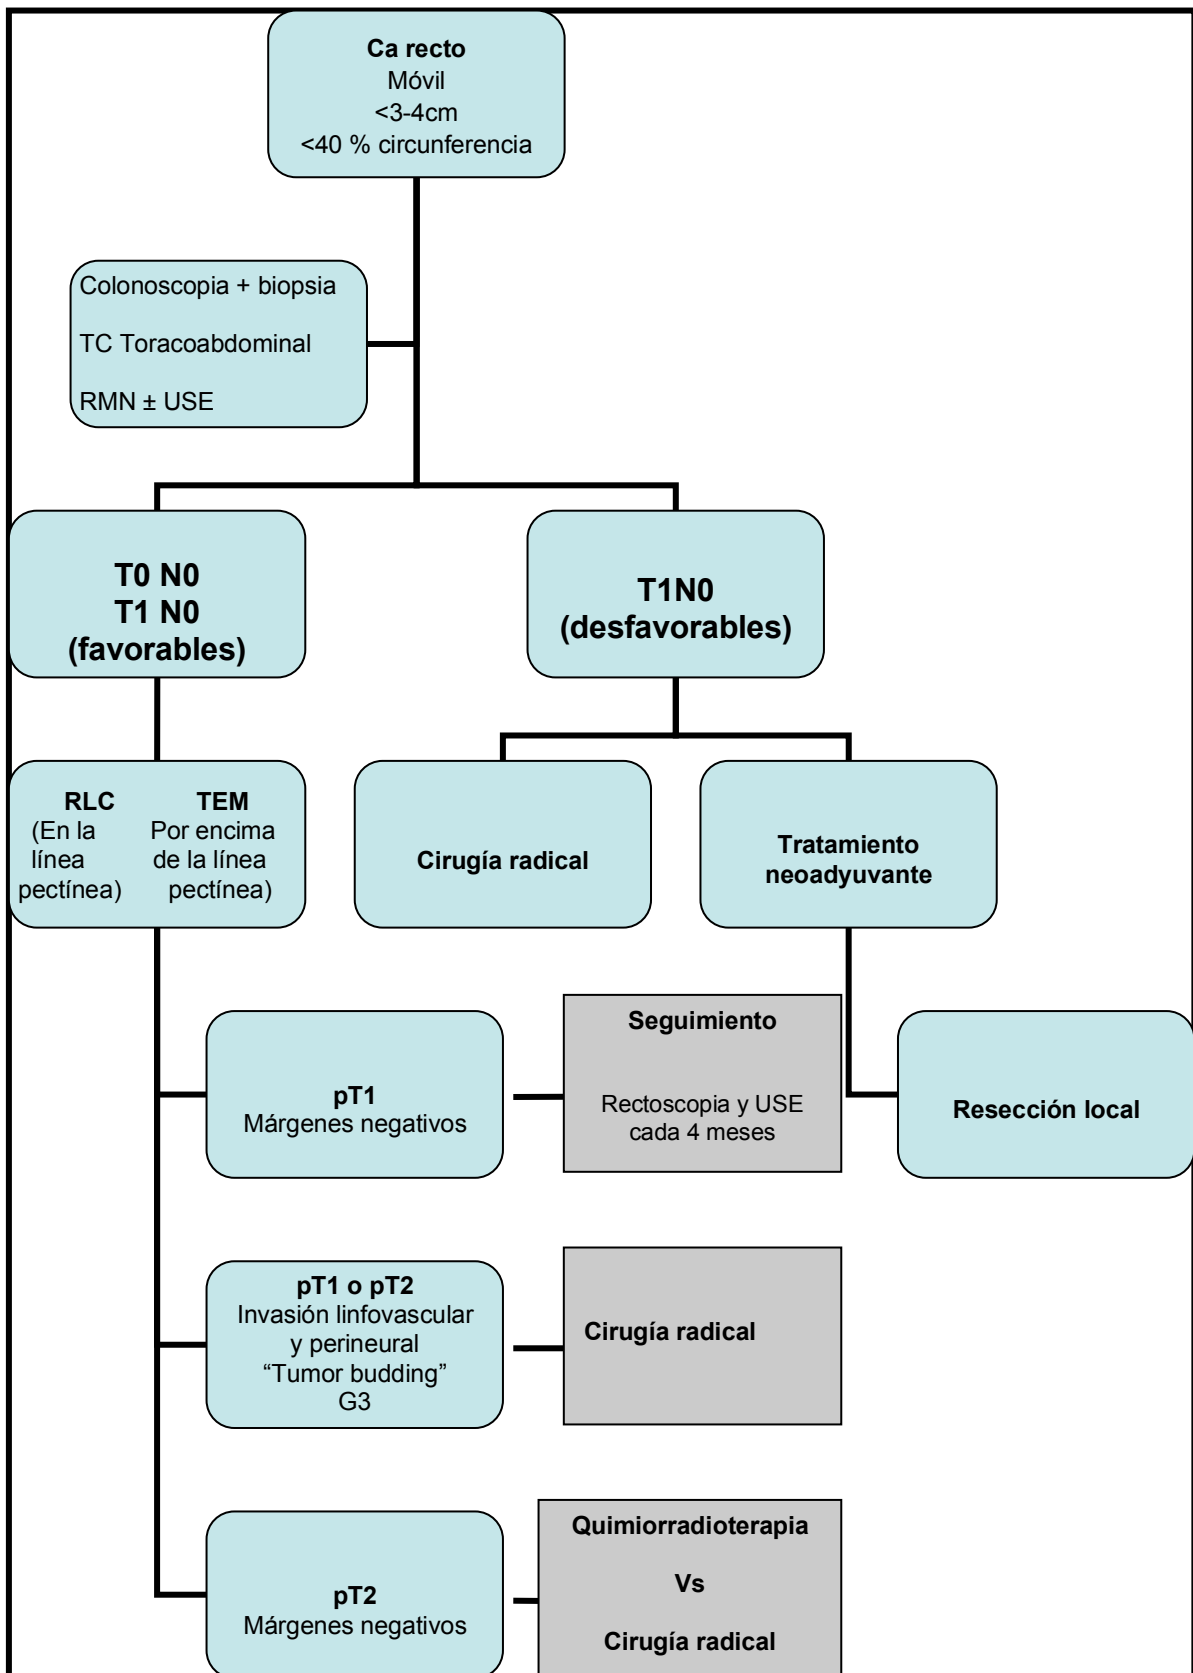 Ca recto
Móvil
<3-4cm
<40 % circunferencia
Colonoscopia + biopsia
TC Toracoabdominal
RMN ± USE
T0 N0
T1 N0
(favorables)
T1N0
(desfavorables)
RLC
(En la
línea
pectínea)
TEM
Por encima
de la línea
pectínea)
Cirugía radical
Tratamiento
neoadyuvante
pT1
Márgenes negativos
Seguimiento
Rectoscopia y USE
cada 4 meses
Resección local
pT1 o pT2
Invasión linfovascular
y perineural
“Tumor budding”
G3
Cirugía radical
pT2
Márgenes negativos
Quimiorradioterapia
Vs
Cirugía radical